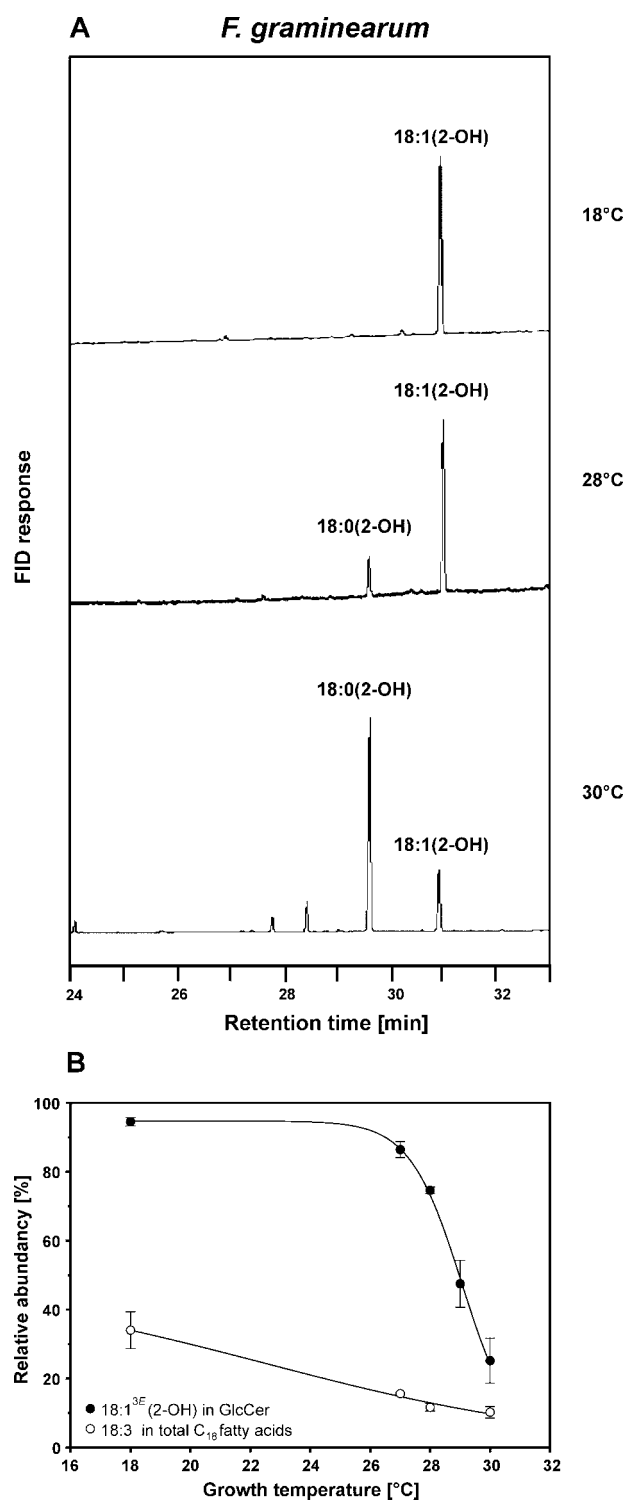 A F. graminearum
18:1(2-OH)
18°C
18:1(2-OH)
28°C
18:0(2-OH)
FID response
18:0(2-OH)
30°C
18:1(2-OH)
24 26 28 30 32
Retention time [min]
B
100
80
60
40
20
0
Relative abundancy [%]
● 18:1³ᴱ(2-OH) in GlcCer
○ 18:3 in total C₁₈ fatty acids
16 18 20 22 24 26 28 30 32
Growth temperature [°C]